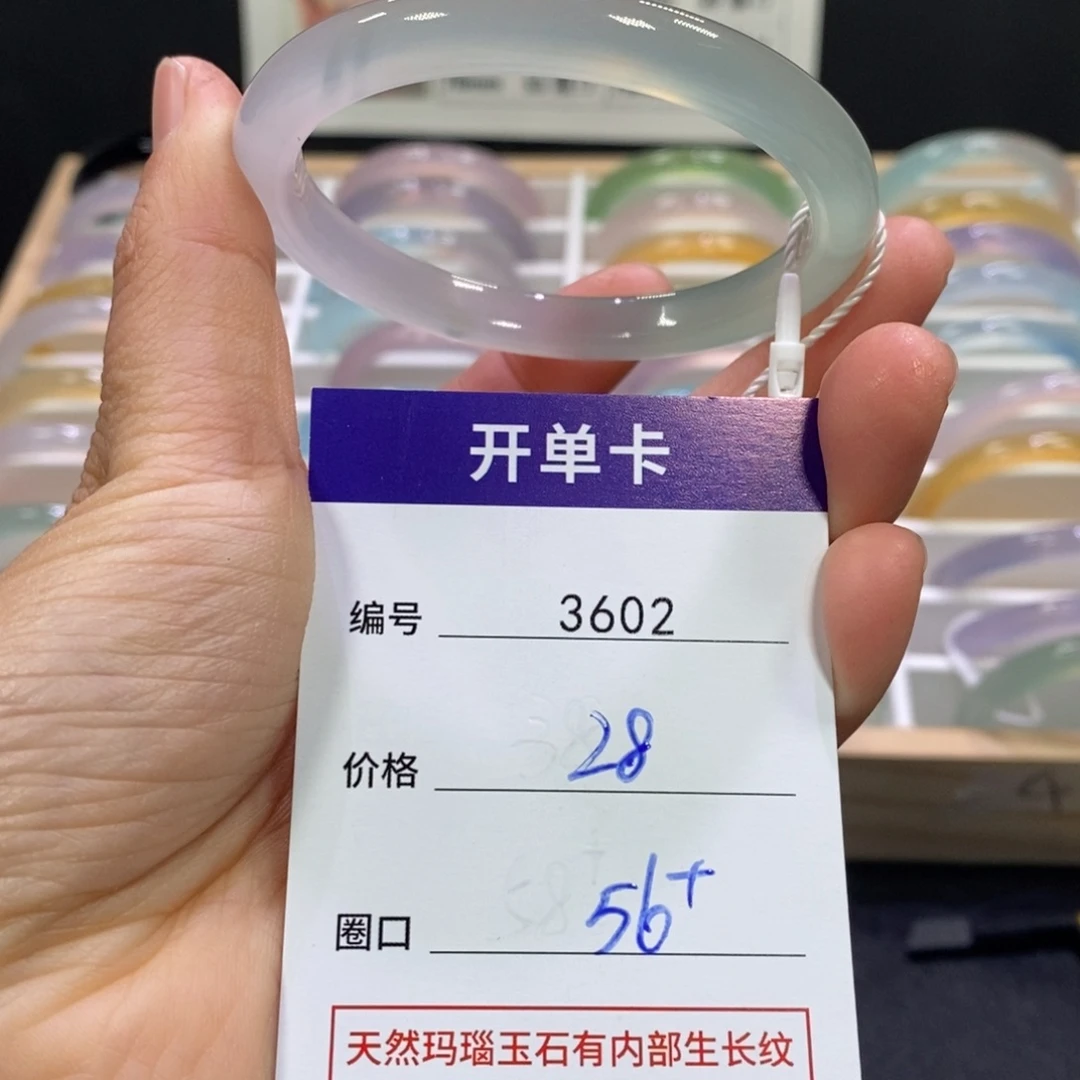 开单卡
编号 3602
价格 28
圈口 56+
天然玛瑙玉石有内部生长纹